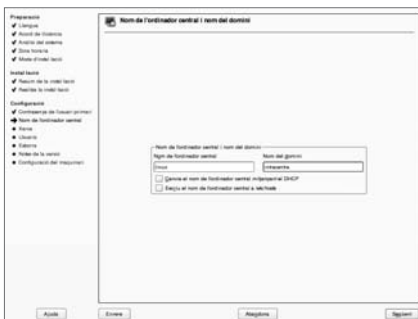 Preparació
Llengua
Acord de llicència
Anàlisi del sistema
Zona horària
Mode d'instal·lació
Instal·lació
Resum de la instal·lació
Realitza la instal·lació
Configuració
Contrasenya de l'usuari primari
Nom de l'ordinador central
Xarxa
Usuaris
Neteja
Notes de la versió
Configuració del maquinari
Nom de l'ordinador central i nom del domini
Nom de l'ordinador central i nom del domini
Nom de l'ordinador central
Nom del domini
linux
Canvia el nom de l'ordinador central mitjançant el DHCP
Escriu el nom de l'ordinador central a /etc/hosts
Ajuda
Enrere
Abandona
Següent